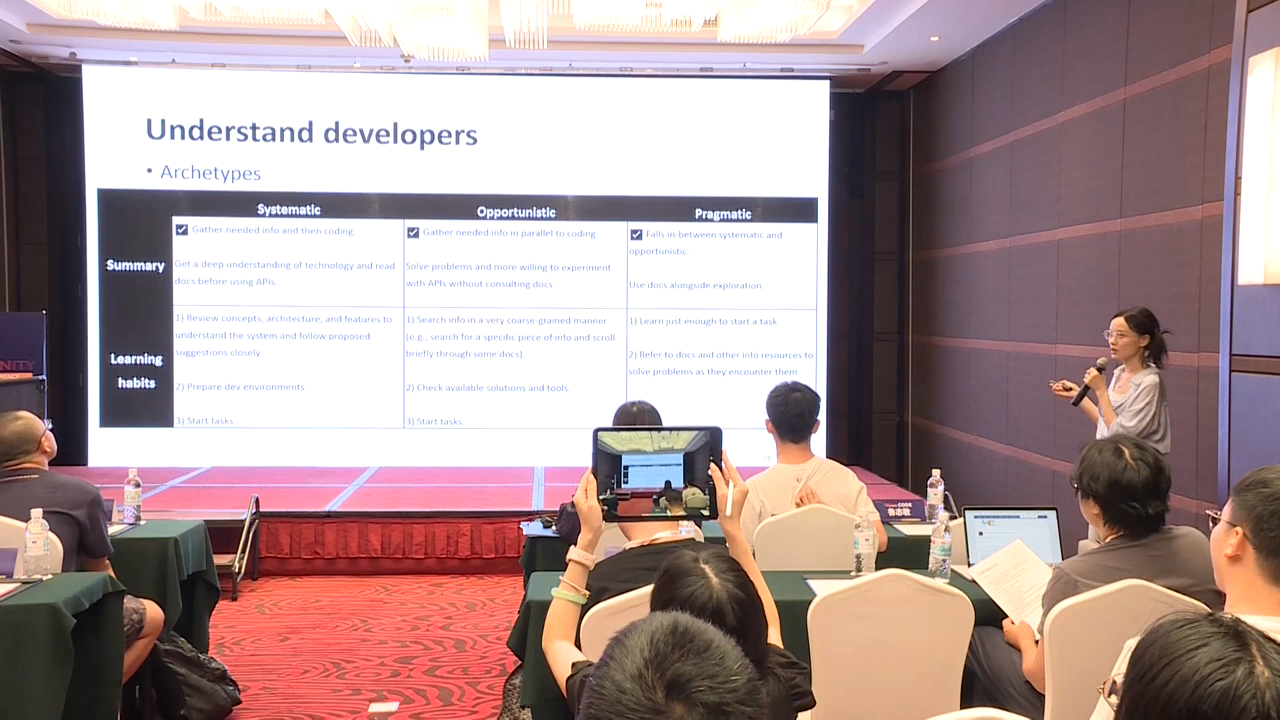 Understand developers
• Archetypes
Systematic
Opportunistic
Pragmatic
Summary
Gather needed info and then coding.
Get a deep understanding of technology and read
docs before using APIs.
Gather needed info in parallel to coding.
Solve problems and more willing to experiment
with APIs without consulting docs.
Falls in-between systematic and
opportunistic.
Use docs alongside exploration.
Learning
habits
1) Review concepts, architecture, and features to
understand the system and follow proposed
suggestions closely.
2) Prepare dev environments.
3) Start tasks.
1) Search info in a very coarse-grained manner
(e.g., search for a specific piece of info and scroll
briefly through some docs).
2) Check available solutions and tools.
3) Start tasks.
1) Learn just enough to start a task.
2) Refer to docs and other info resources to
solve problems as they encounter them.
NITY
CODE